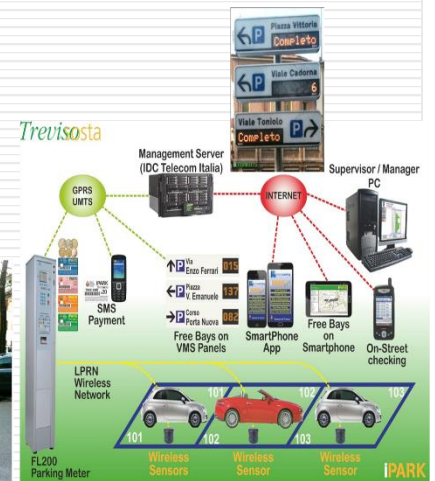 Piazza Vittoria
P Completo
Viale Cadorna
P 6
Viale Toniolo
Completo P
Trevisosta
Management Server
(IDC Telecom Italia)
Supervisor / Manager
PC
GPRS
UMTS
INTERNET
SMS
Payment
P Via
Enzo Ferrari 015
P Piazza
V. Emanuele 137
P Corso
Porta Nuova 082
Free Bays on
VMS Panels
SmartPhone
App
Free Bays
on
Smartphone
On-Street
checking
LPRN
Wireless
Network
101 102 103
101 102 103
FL200
Parking Meter
Wireless
Sensors
Wireless
Sensor
Wireless
Sensor
iPARK